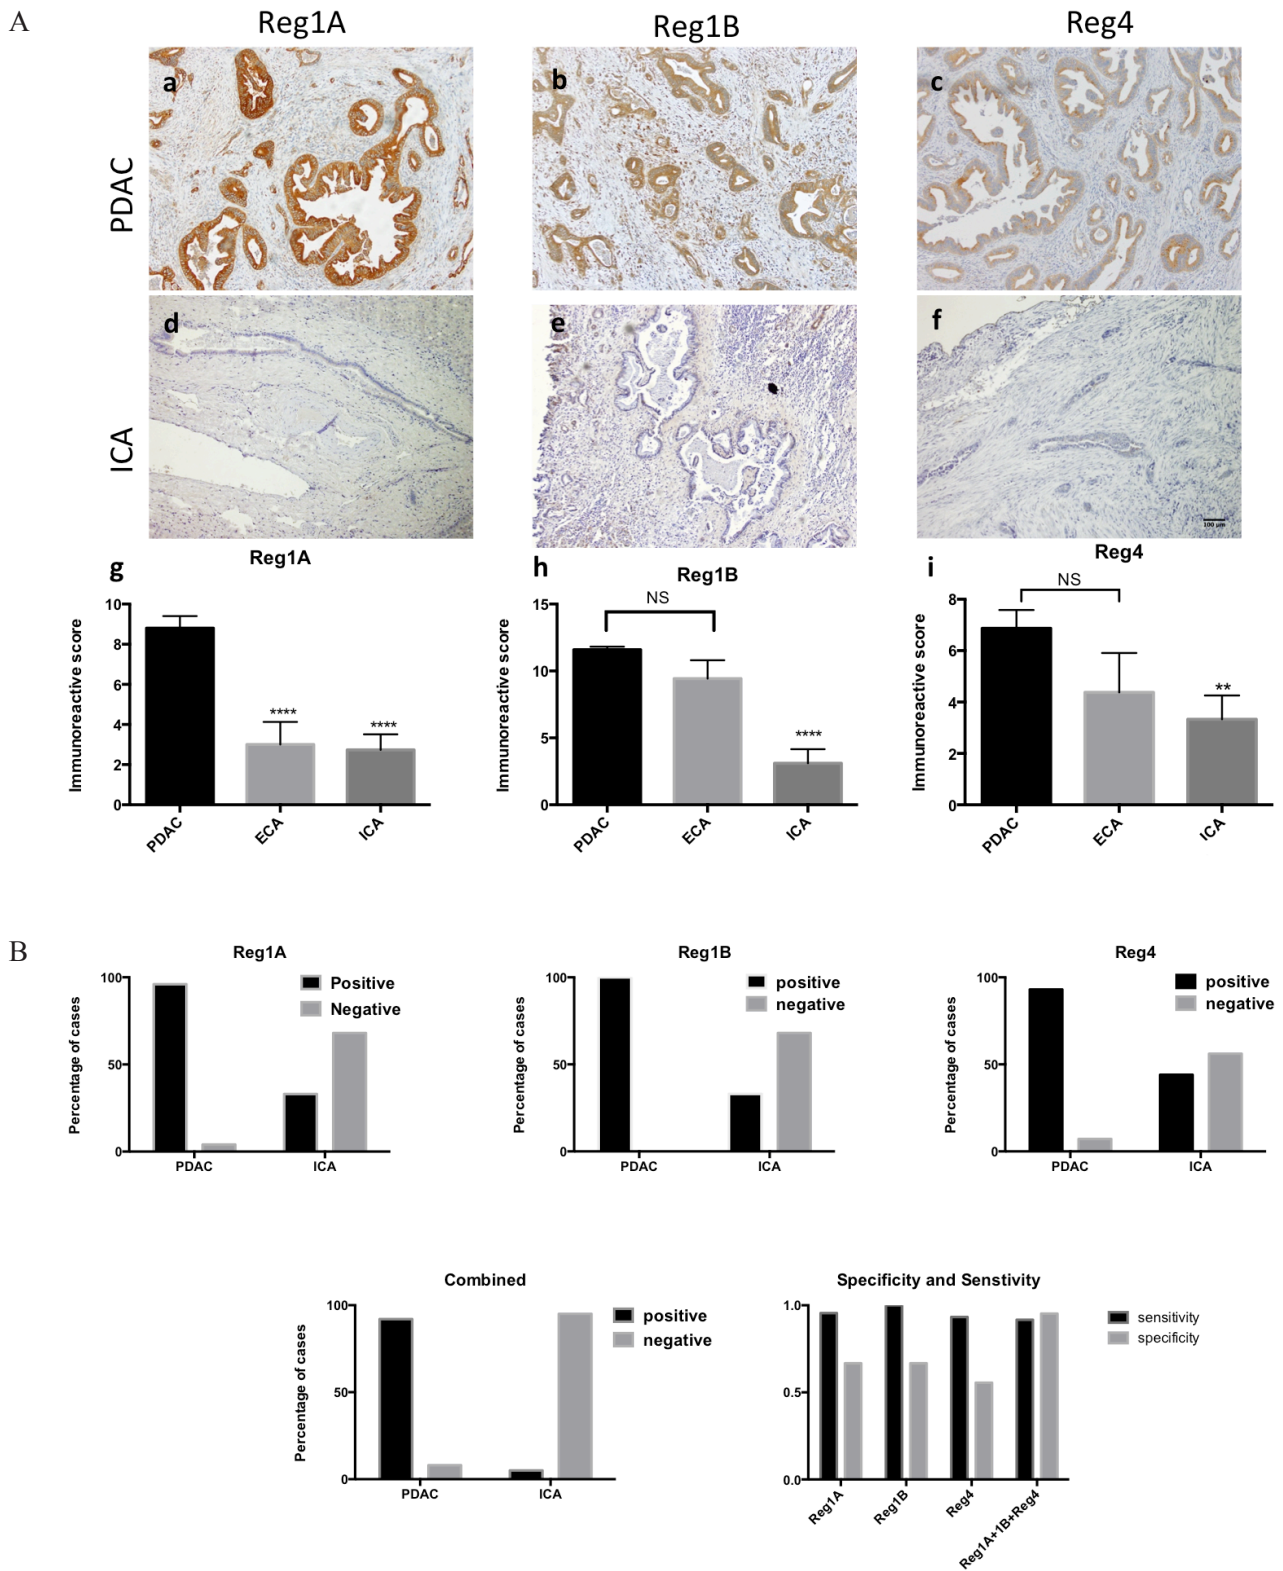 A
Reg1A Reg1B Reg4
PDAC
a b c
ICA
d e f
100 µm
g
Reg1A
Immunoreactive score
10
8
6
4
2
0
**** ****
PDAC ECA ICA
h
Reg1B
NS
Immunoreactive score
15
10
5
0
****
PDAC ECA ICA
i
Reg4
NS
Immunoreactive score
8
6
4
2
0
**
PDAC ECA ICA
B
Reg1A
Percentage of cases
100
50
0
Positive
Negative
PDAC ICA
Reg1B
Percentage of cases
100
50
0
positive
negative
PDAC ICA
Reg4
Percentage of cases
100
50
0
positive
negative
PDAC ICA
Combined
Percentage of cases
100
50
0
positive
negative
PDAC ICA
Specificity and Senstivity
1.0
0.5
0.0
sensitivity
specificity
Reg1A Reg1B Reg4 Reg1A+1B+Reg4